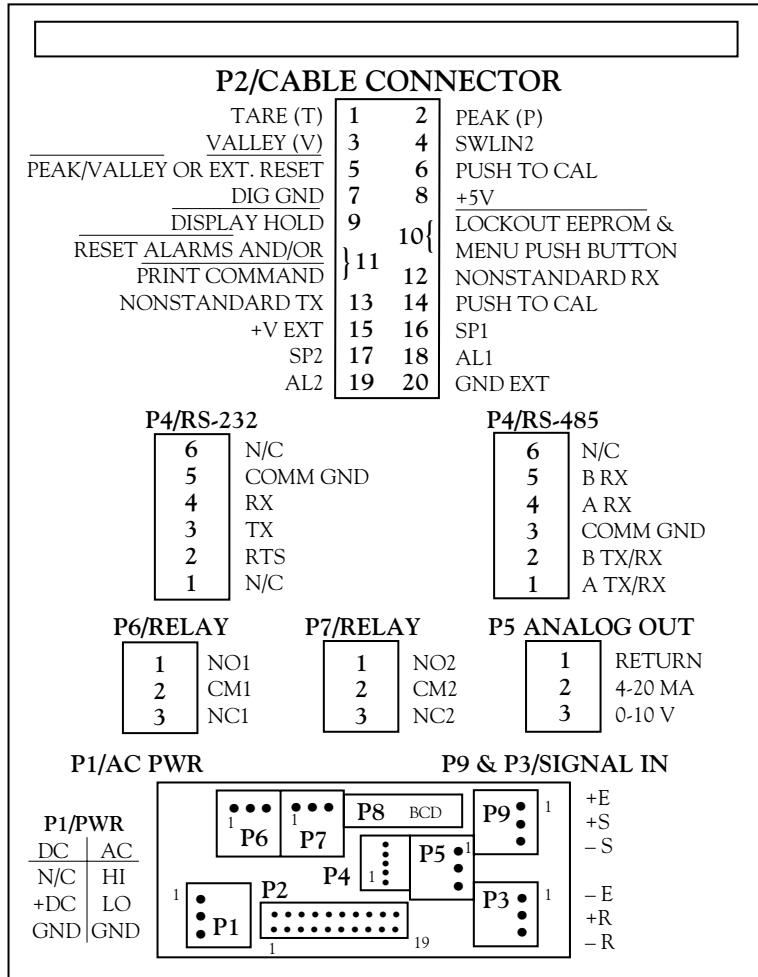 P2/CABLE CONNECTOR
TARE (T) 1 2 PEAK (P)
VALLEY (V) 3 4 SWLIN2
PEAK/VALLEY OR EXT. RESET 5 6 PUSH TO CAL
DIG GND 7 8 +5V
DISPLAY HOLD 9 10{ LOCKOUT EEPROM &
RESET ALARMS AND/OR }11 MENU PUSH BUTTON
PRINT COMMAND 12 NONSTANDARD RX
NONSTANDARD TX 13 14 PUSH TO CAL
+V EXT 15 16 SP1
SP2 17 18 AL1
AL2 19 20 GND EXT
P4/RS-232
6 N/C
5 COMM GND
4 RX
3 TX
2 RTS
1 N/C
P4/RS-485
6 N/C
5 B RX
4 A RX
3 COMM GND
2 B TX/RX
1 A TX/RX
P6/RELAY
1 NO1
2 CM1
3 NC1
P7/RELAY
1 NO2
2 CM2
3 NC2
P5 ANALOG OUT
1 RETURN
2 4-20 MA
3 0-10 V
P1/AC PWR
P9 & P3/SIGNAL IN
P1/PWR
DC AC
N/C HI
+DC LO
GND GND
1 P6
1 P7
P8 BCD
P9 1
+E
+S
– S
P4 1
P5 1
P2
1 19
1 P1
P3 1
– E
+R
– R